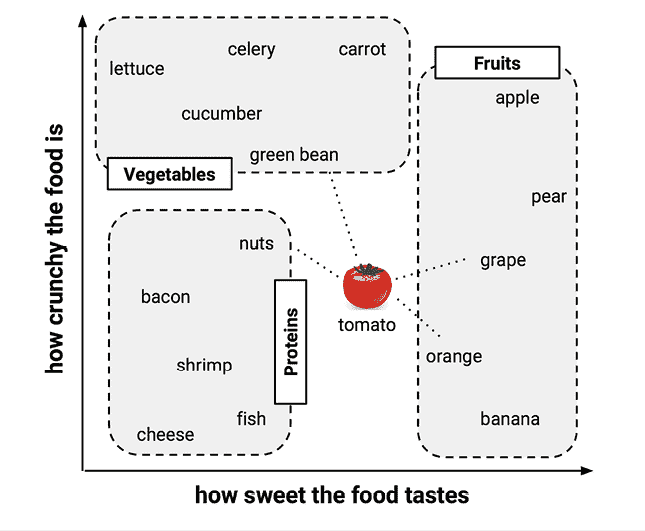 celery
carrot
lettuce
Fruits
apple
cucumber
green bean
Vegetables
pear
nuts
grape
bacon
tomato
Proteins
shrimp
orange
fish
banana
cheese
how crunchy the food is
how sweet the food tastes